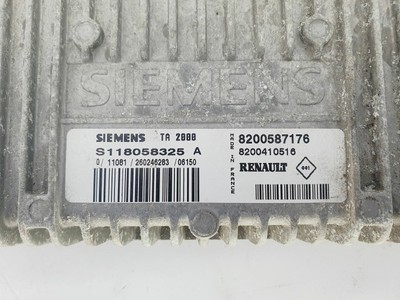 SIEMENS
SIEMENS TA 2000
S118058325 A
0/ 11061 / 260246283 /06150
MADE IN FRANCE
8200587176
8200410516
RENAULT